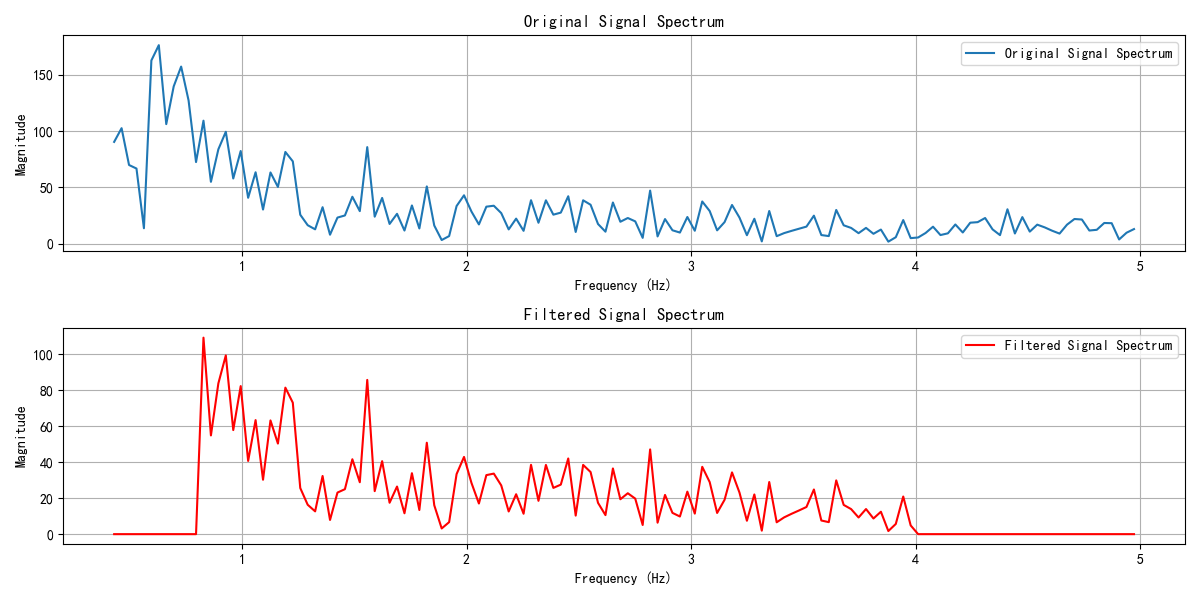 Original Signal Spectrum
Original Signal Spectrum
Magnitude
150
100
50
0
1 2 3 4 5
Frequency (Hz)
Filtered Signal Spectrum
Filtered Signal Spectrum
Magnitude
100
80
60
40
20
0
1 2 3 4 5
Frequency (Hz)